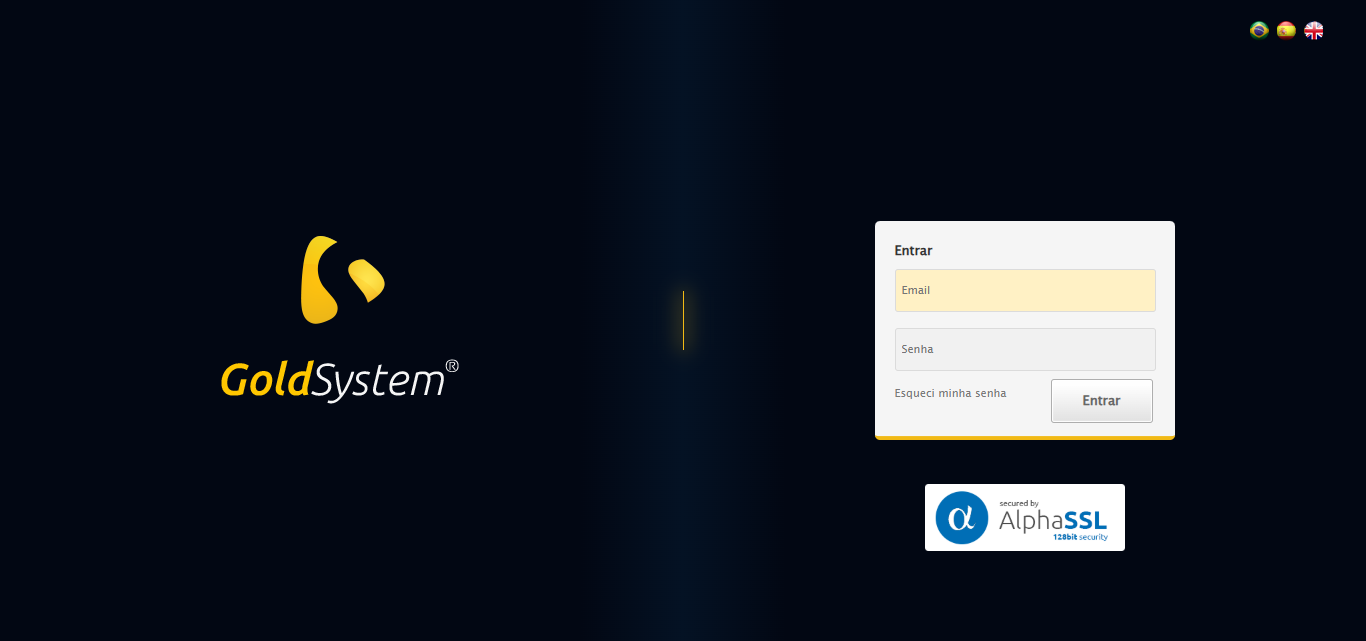 GoldSystem®
Entrar
Email
Senha
Esqueci minha senha
Entrar
secured by
α
AlphaSSL
128bit security